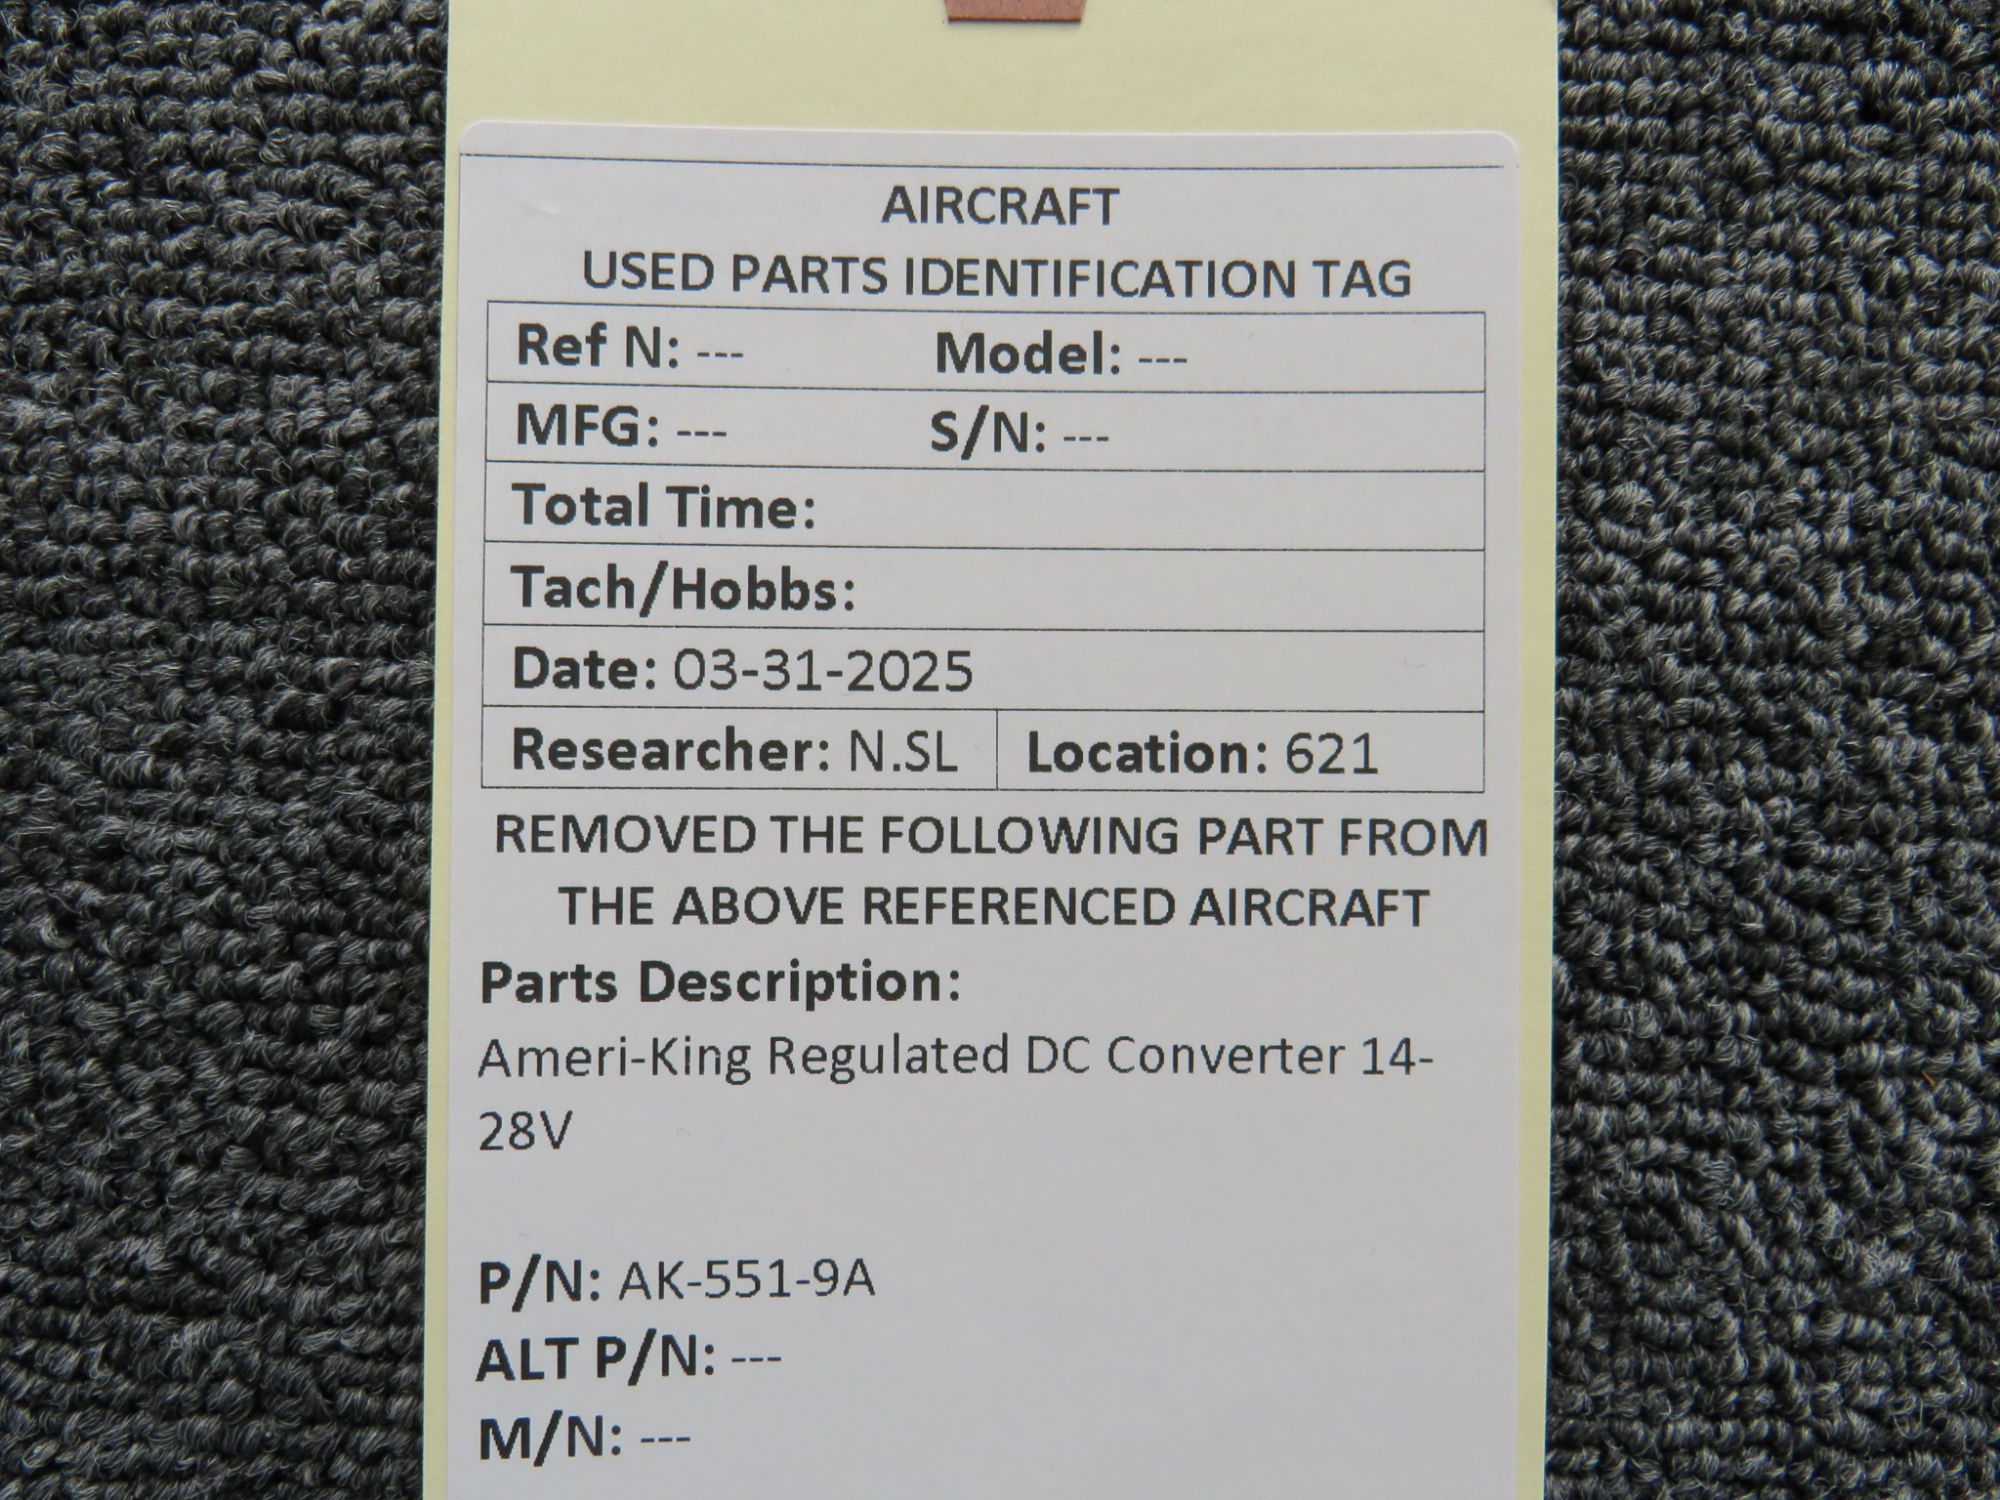 AIRCRAFT
USED PARTS IDENTIFICATION TAG
Ref N: --- Model: ---
MFG: --- S/N: ---
Total Time:
Tach/Hobbs:
Date: 03-31-2025
Researcher: N.SL Location: 621
REMOVED THE FOLLOWING PART FROM
THE ABOVE REFERENCED AIRCRAFT
Parts Description:
Ameri-King Regulated DC Converter 14-
28V
P/N: AK-551-9A
ALT P/N: ---
M/N: ---